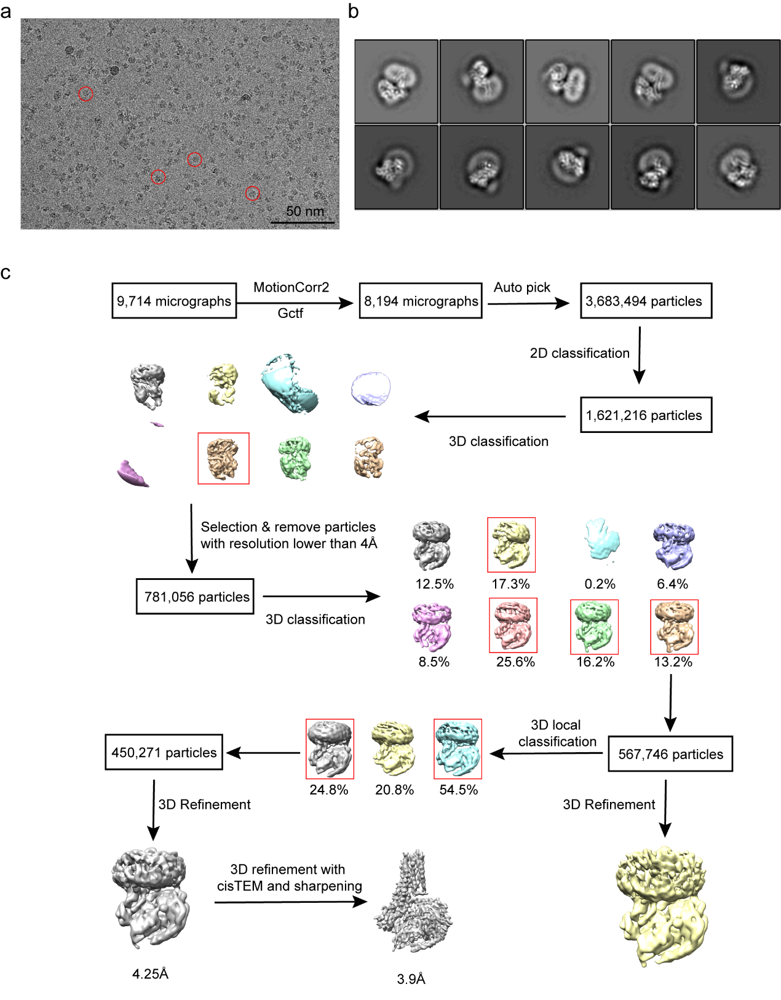 a
b
50 nm
c
9,714 micrographs
MotionCorr2
Gctf
8,194 micrographs
Auto pick
3,683,494 particles
2D classification
1,621,216 particles
3D classification
Selection & remove particles
with resolution lower than 4Å
781,056 particles
3D classification
12.5%
17.3%
0.2%
6.4%
8.5%
25.6%
16.2%
13.2%
567,746 particles
3D local
classification
24.8%
20.8%
54.5%
450,271 particles
3D Refinement
3D Refinement
4.25Å
3D refinement with
cisTEM and sharpening
3.9Å